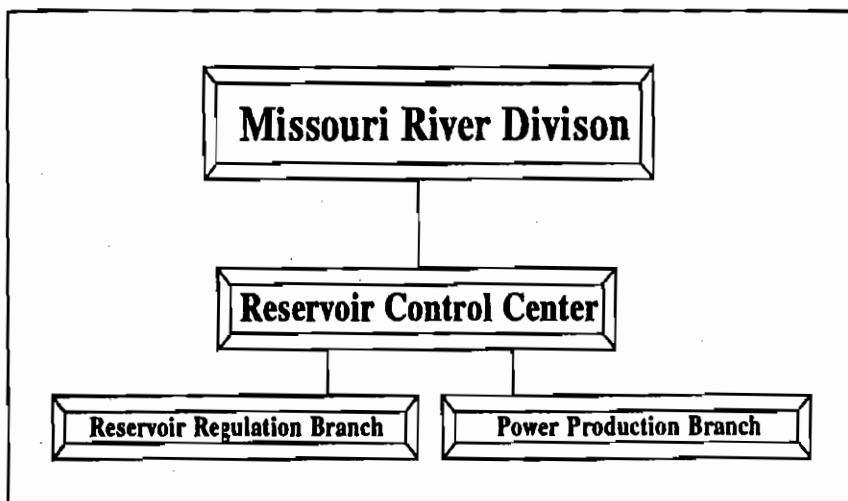 Missouri River Divison
Reservoir Control Center
Reservoir Regulation Branch
Power Production Branch